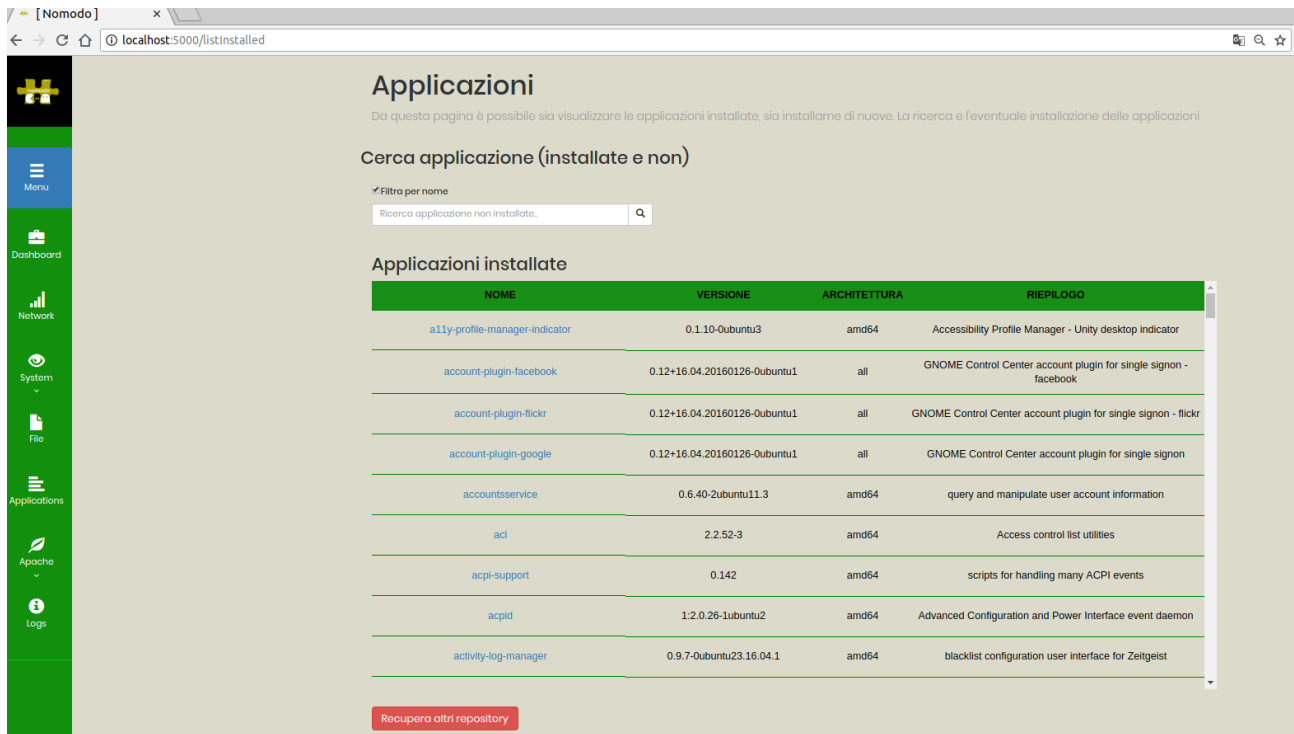 [ Nomodo ]
localhost:5000/listInstalled
nomodo
Menu
Dashboard
Network
System
File
Applications
Apache
Logs
Applicazioni
Da questa pagina è possibile sia visualizzare le applicazioni installate, sia installarne di nuove. La ricerca e l'eventuale installazione delle applicazioni
Cerca applicazione (installate e non)
Filtra per nome
Ricerca applicazione non installate..
Applicazioni installate
NOME VERSIONE ARCHITETTURA RIEPILOGO
a11y-profile-manager-indicator 0.1.10-0ubuntu3 amd64 Accessibility Profile Manager - Unity desktop indicator
account-plugin-facebook 0.12+16.04.20160126-0ubuntu1 all GNOME Control Center account plugin for single signon -
facebook
account-plugin-flickr 0.12+16.04.20160126-0ubuntu1 all GNOME Control Center account plugin for single signon - flickr
account-plugin-google 0.12+16.04.20160126-0ubuntu1 all GNOME Control Center account plugin for single signon
accountsservice 0.6.40-2ubuntu11.3 amd64 query and manipulate user account information
acl 2.2.52-3 amd64 Access control list utilities
acpi-support 0.142 amd64 scripts for handling many ACPI events
acpid 1:2.0.26-1ubuntu2 amd64 Advanced Configuration and Power Interface event daemon
activity-log-manager 0.9.7-0ubuntu23.16.04.1 amd64 blacklist configuration user interface for Zeitgeist
Recupera altri repository